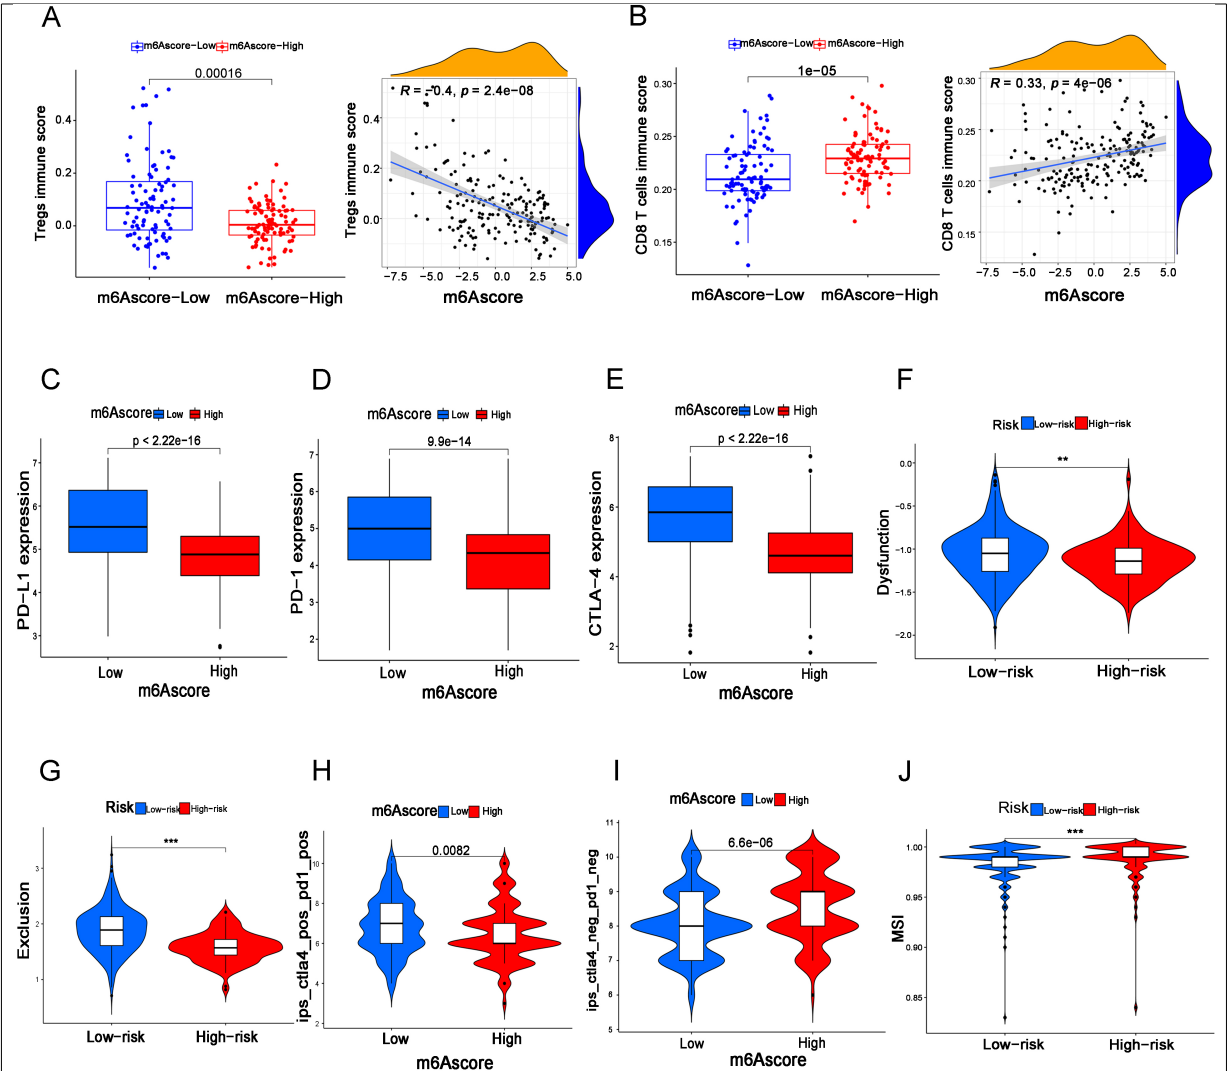 A
m6Ascore−Low m6Ascore−High
0.00016
Tregs immune score
0.4
0.2
0.0
m6Ascore−Low m6Ascore−High
R = −0.4, p = 2.4e−08
Tregs immune score
0.4
0.2
0.0
−7.5 −5.0 −2.5 0.0 2.5 5.0
m6Ascore
B
m6Ascore−Low m6Ascore−High
1e−05
CD8 T cells immune score
0.30
0.25
0.20
0.15
m6Ascore−Low m6Ascore−High
R = 0.33, p = 4e−06
CD8 T cells immune score
0.30
0.25
0.20
0.15
−7.5 −5.0 −2.5 0.0 2.5 5.0
m6Ascore
C
m6Ascore Low High
p < 2.22e−16
PD−L1 expression
7
6
5
4
3
Low High
m6Ascore
D
m6Ascore Low High
9.9e−14
PD−1 expression
7
6
5
4
3
2
Low High
m6Ascore
E
m6Ascore Low High
p < 2.22e−16
CTLA−4 expression
8
6
4
2
Low High
m6Ascore
F
Risk Low−risk High−risk
**
Dysfunction
0.0
−0.5
−1.0
−1.5
−2.0
Low−risk High−risk
G
Risk Low−risk High−risk
***
Exclusion
3
2
1
Low−risk High−risk
H
m6Ascore Low High
0.0082
ips_ctla4_pos_pd1_pos
10
8
6
4
2
Low High
m6Ascore
I
m6Ascore Low High
6.6e−06
ips_ctla4_neg_pd1_neg
11
10
9
8
7
6
5
Low High
m6Ascore
J
Risk Low−risk High−risk
***
MSI
1.00
0.95
0.90
0.85
Low−risk High−risk